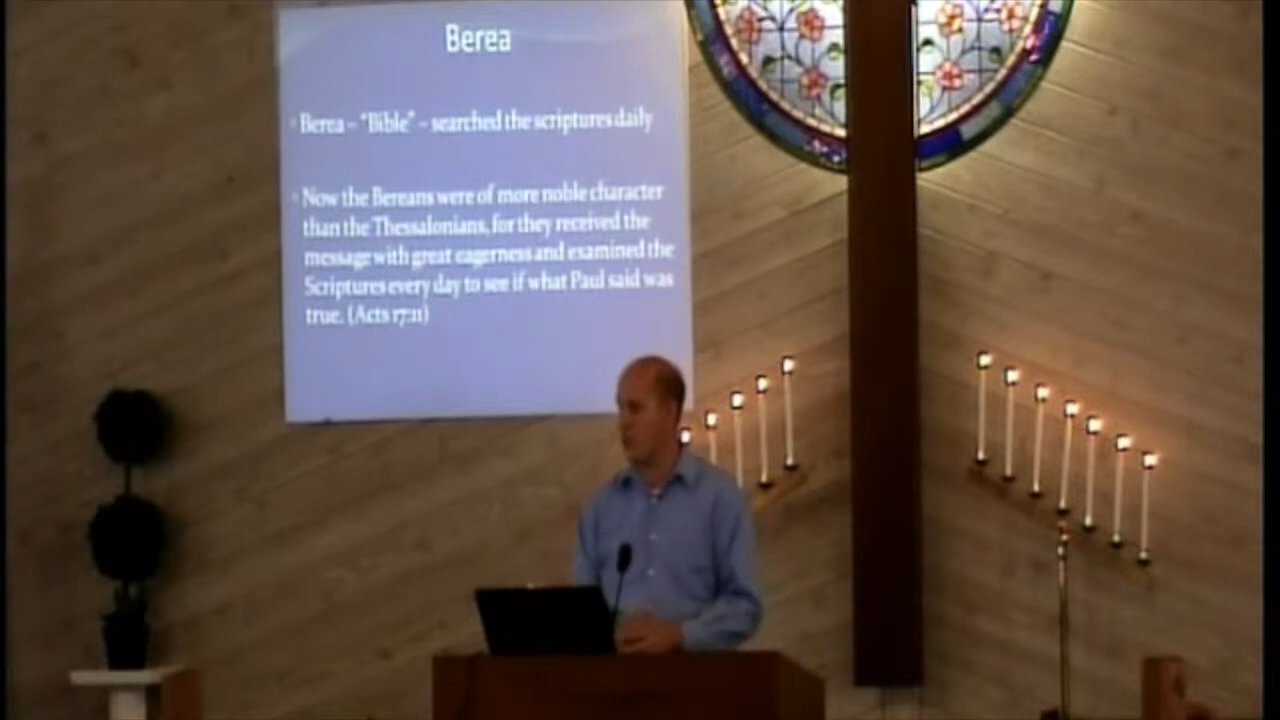 Berea
Berea – "Bible" – searched the scriptures daily
Now the Bereans were of more noble character
than the Thessalonians, for they received the
message with great eagerness and examined the
Scriptures every day to see if what Paul said was
true. (Acts 17:11)